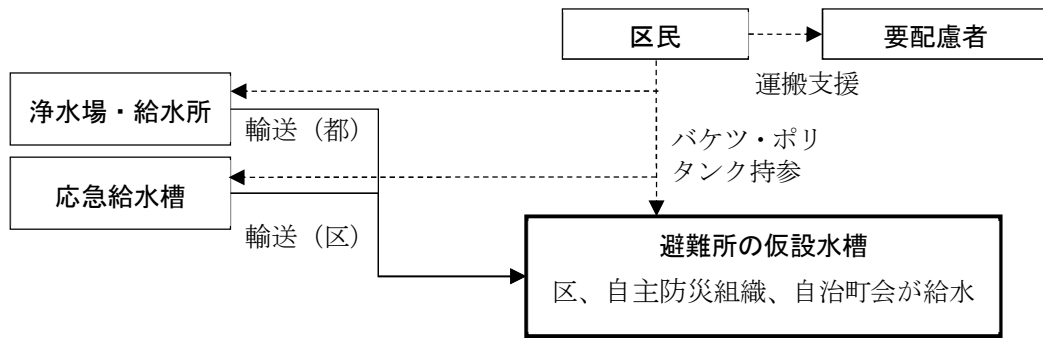 区民
要配慮者
運搬支援
浄水場・給水所
輸送（都）
バケツ・ポリ
タンク持参
応急給水槽
輸送（区）
避難所の仮設水槽
区、自主防災組織、自治町会が給水